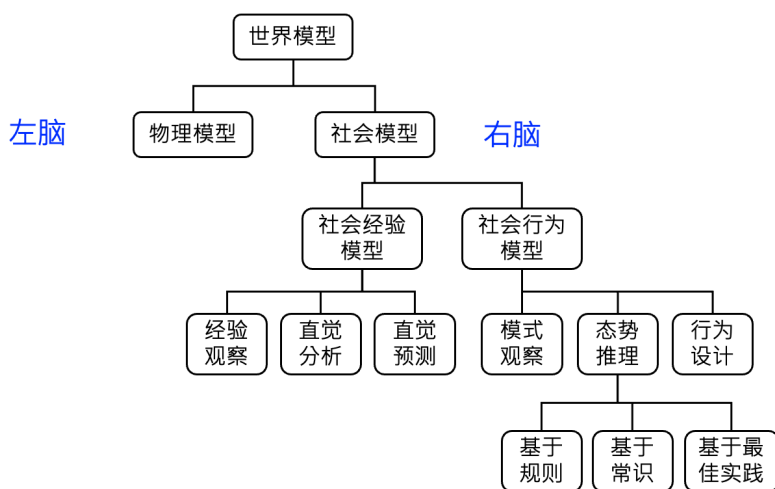 世界模型
左脑
物理模型
社会模型
右脑
社会经验
模型
社会行为
模型
经验
观察
直觉
分析
直觉
预测
模式
观察
态势
推理
行为
设计
基于
规则
基于
常识
基于最
佳实践